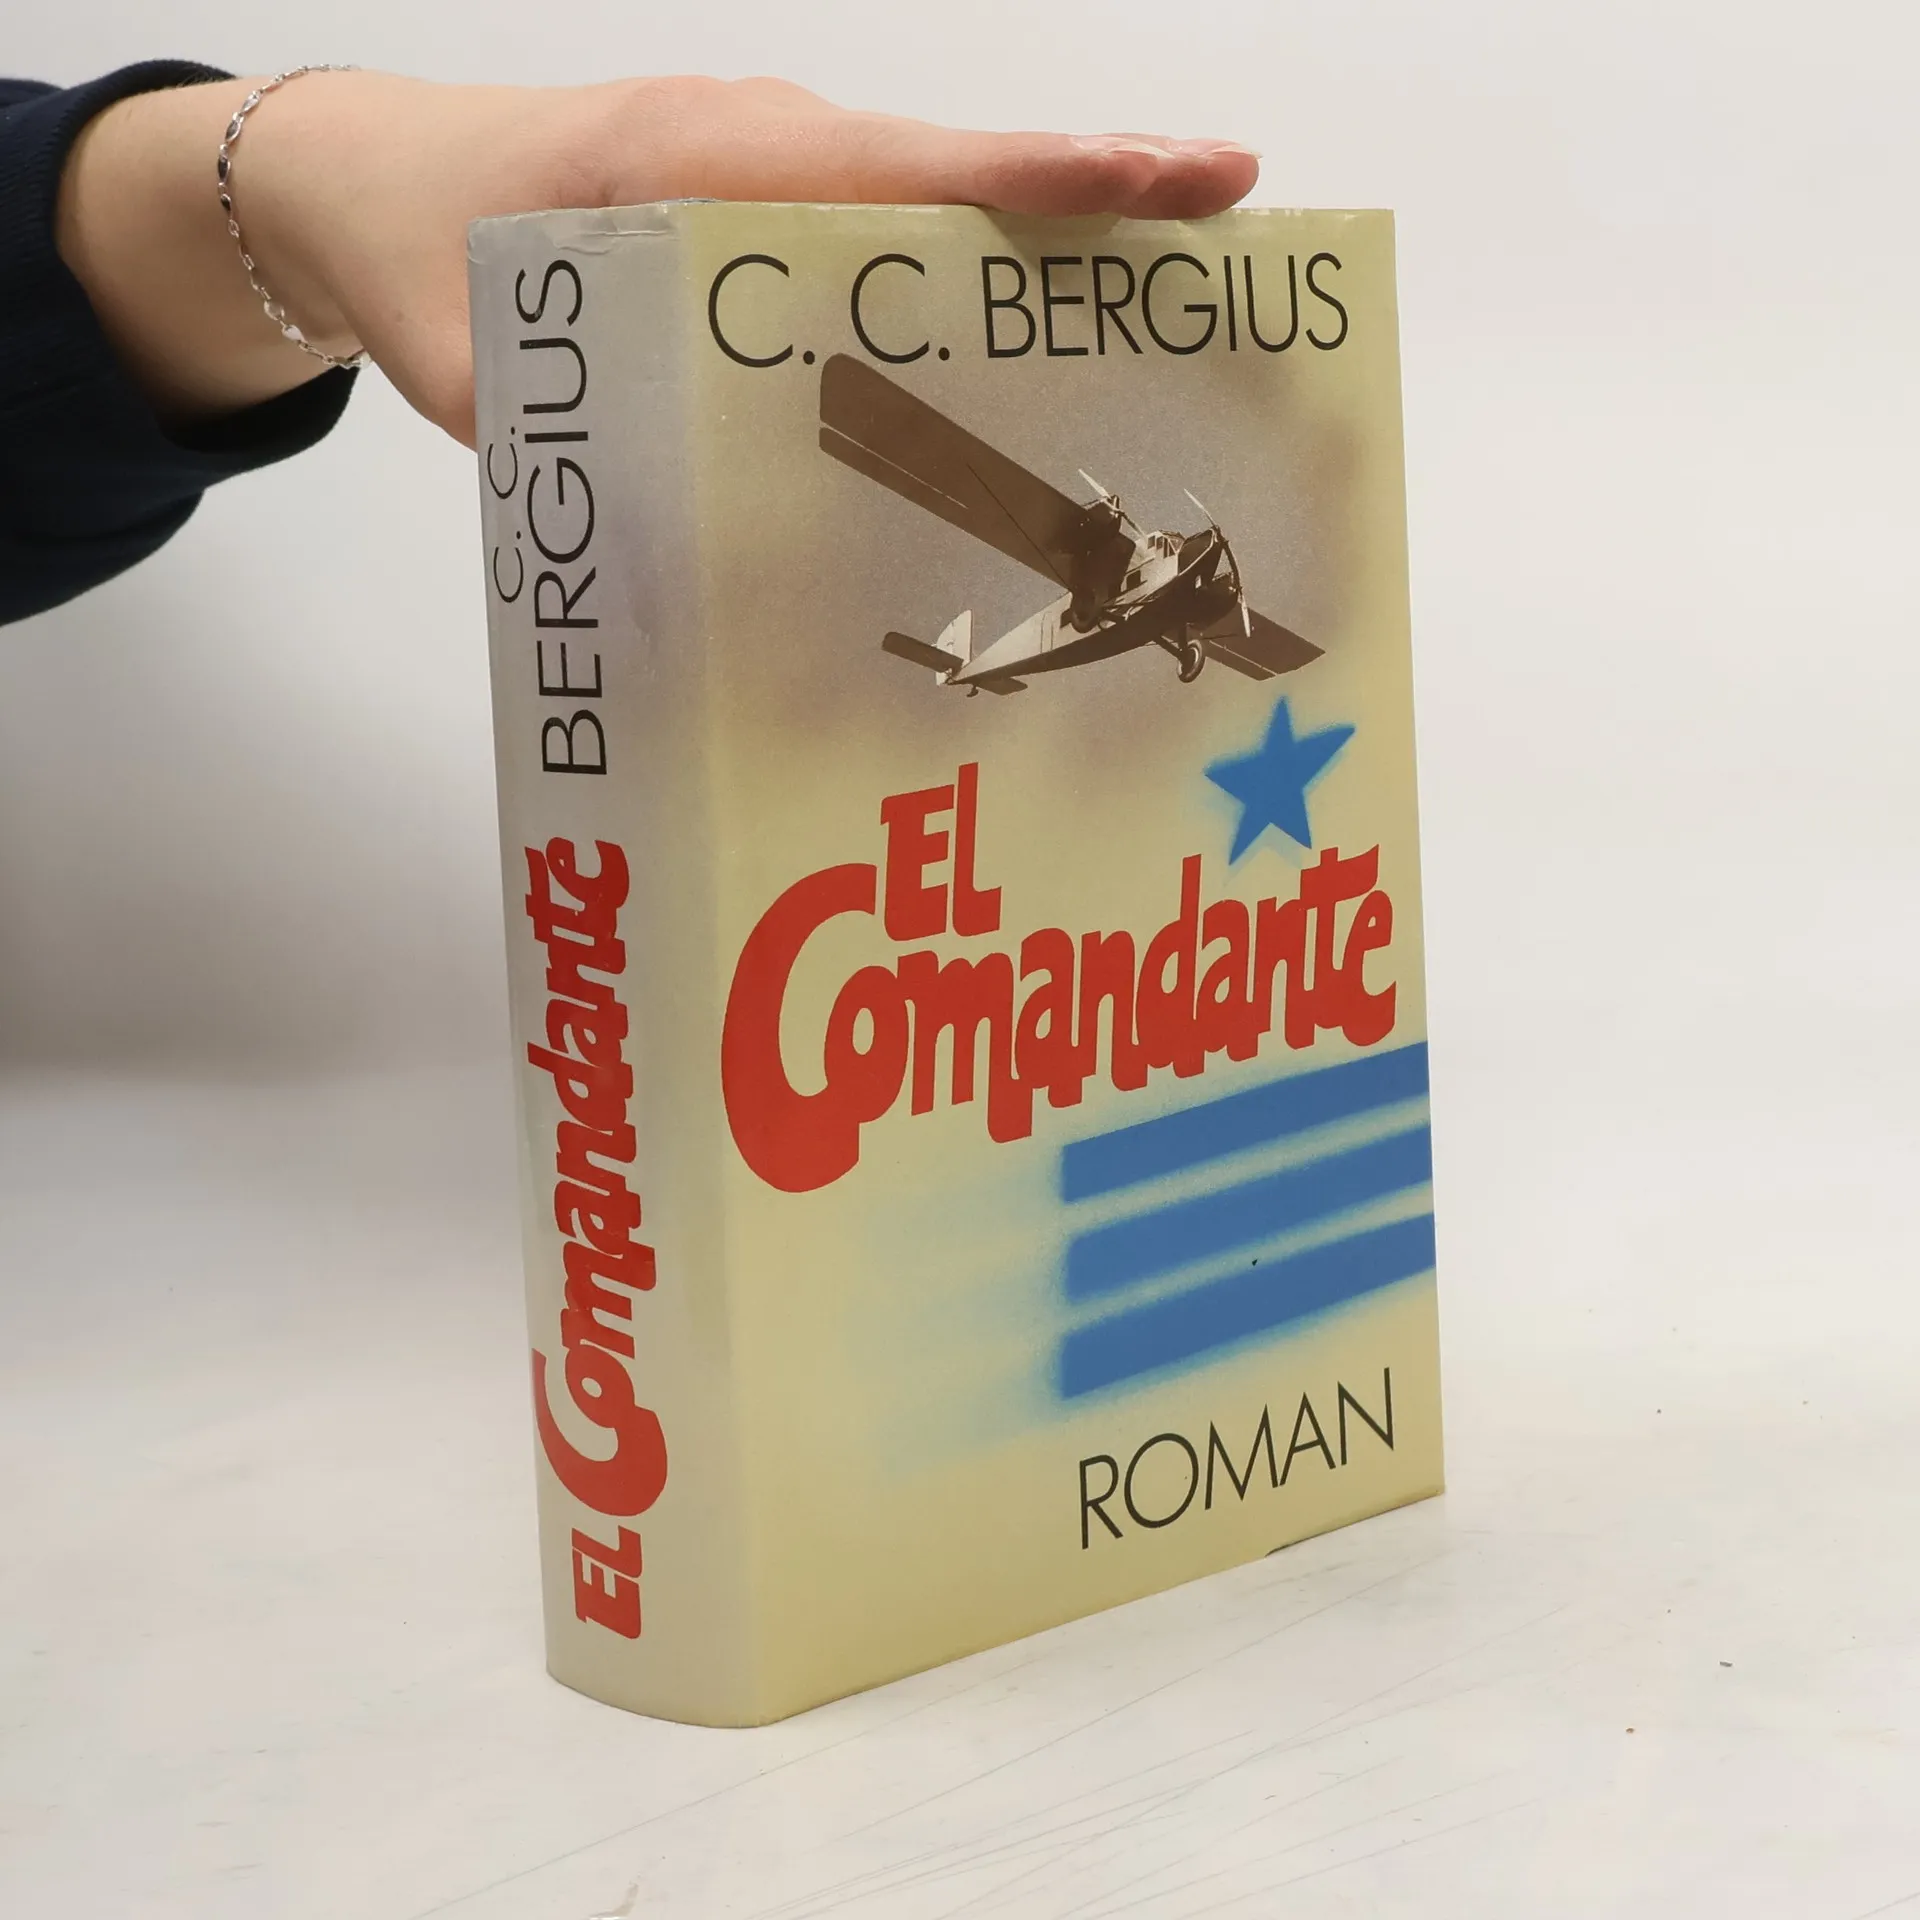 C. C. BERGIUS
EL
Comandante
ROMAN
C. C.
BERGIUS
EL Comandante